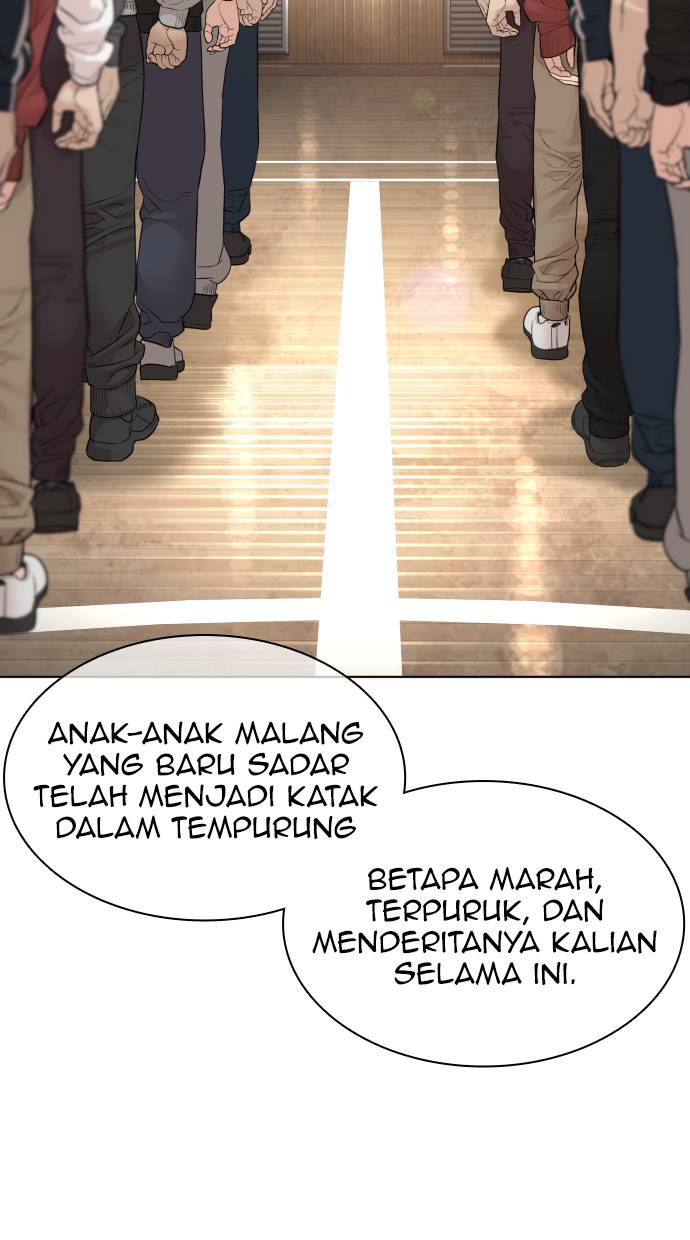 ANAK-ANAK MALANG
YANG BARU SADAR
TELAH MENJADI KATAK
DALAM TEMPURUNG
BETAPA MARAH,
TERPURUK, DAN
MENDERITANYA KALIAN
SELAMA INI.